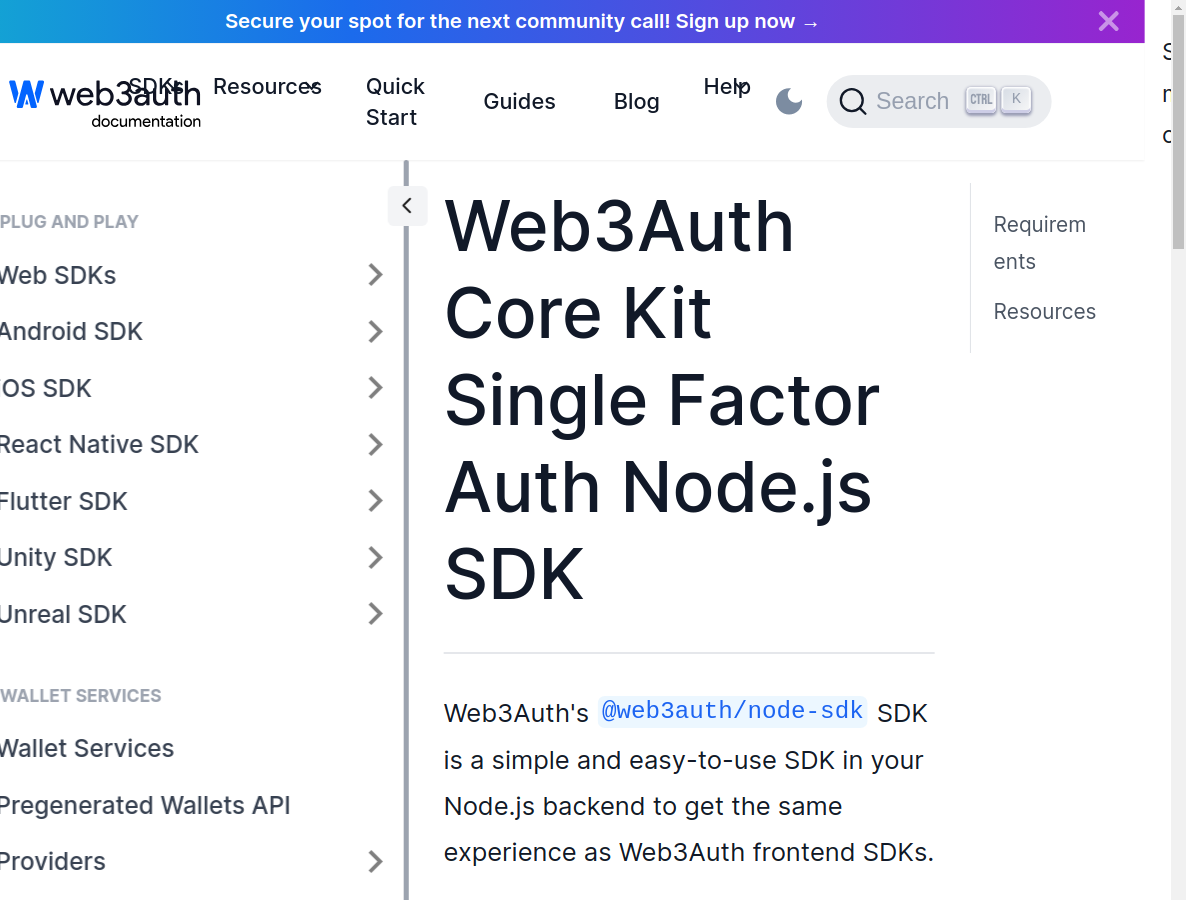 Secure your spot for the next community call! Sign up now →
web3auth
documentation
SDKs
Resources
Quick
Start
Guides
Blog
Help
Search
CTRL
K
PLUG AND PLAY
Web SDKs
Android SDK
iOS SDK
React Native SDK
Flutter SDK
Unity SDK
Unreal SDK
WALLET SERVICES
Wallet Services
Pregenerated Wallets API
Providers
Web3Auth
Core Kit
Single Factor
Auth Node.js
SDK
Web3Auth's @web3auth/node-sdk SDK
is a simple and easy-to-use SDK in your
Node.js backend to get the same
experience as Web3Auth frontend SDKs.
Requirem
ents
Resources